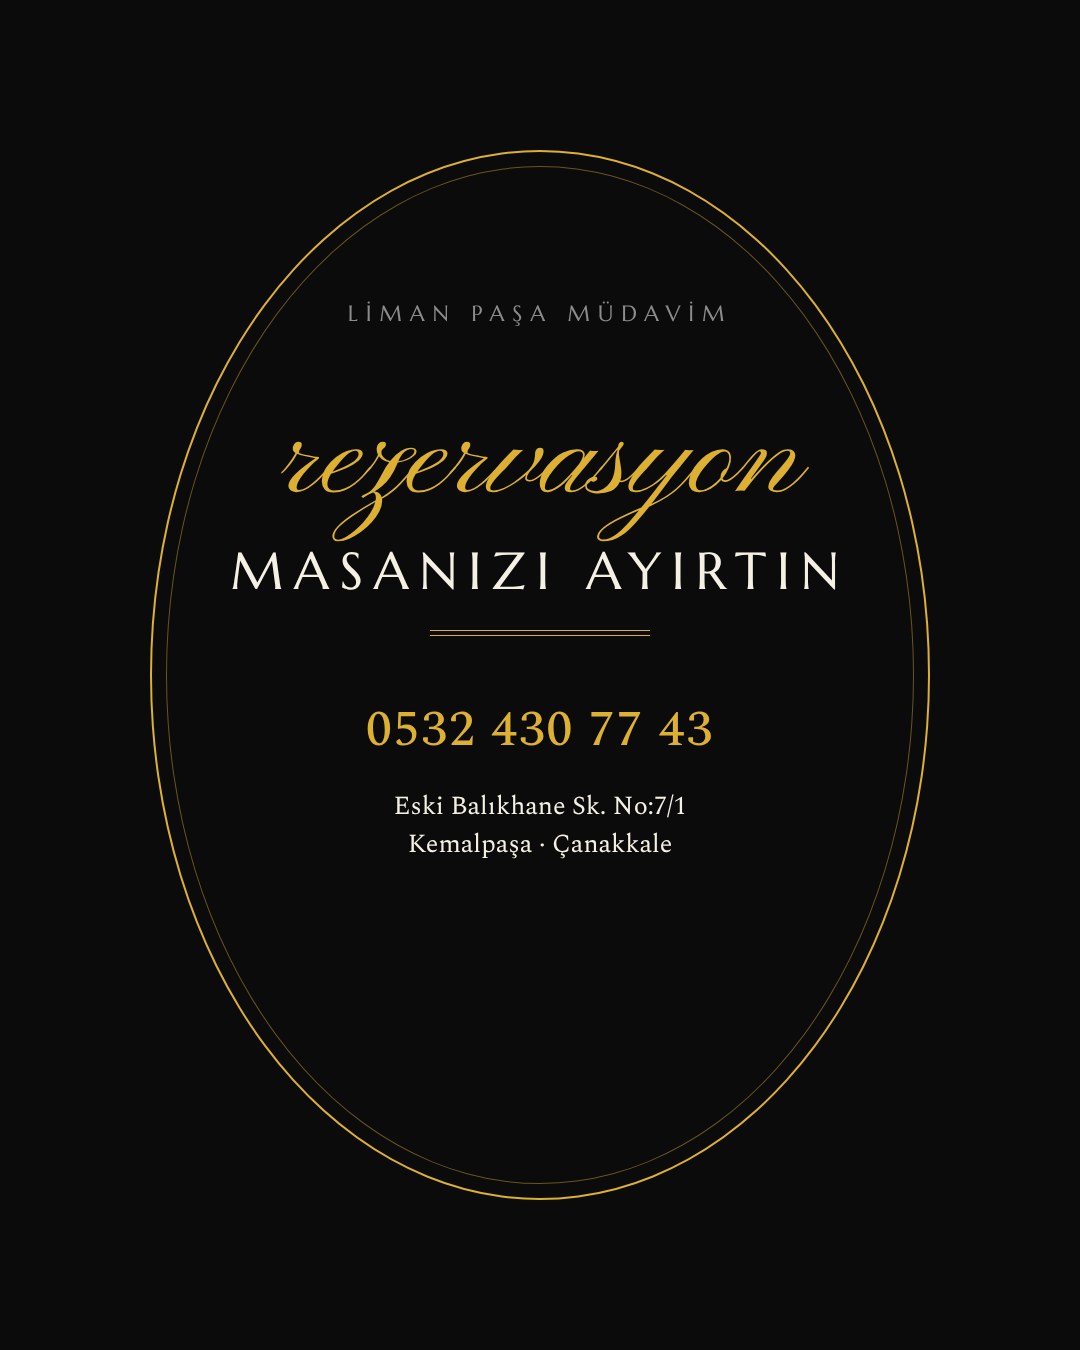 LİMAN PAŞA MÜDAVİM
rezervasyon
MASANIZI AYIRTIN
0532 430 77 43
Eski Balıkhane Sk. No:7/1
Kemalpaşa · Çanakkale